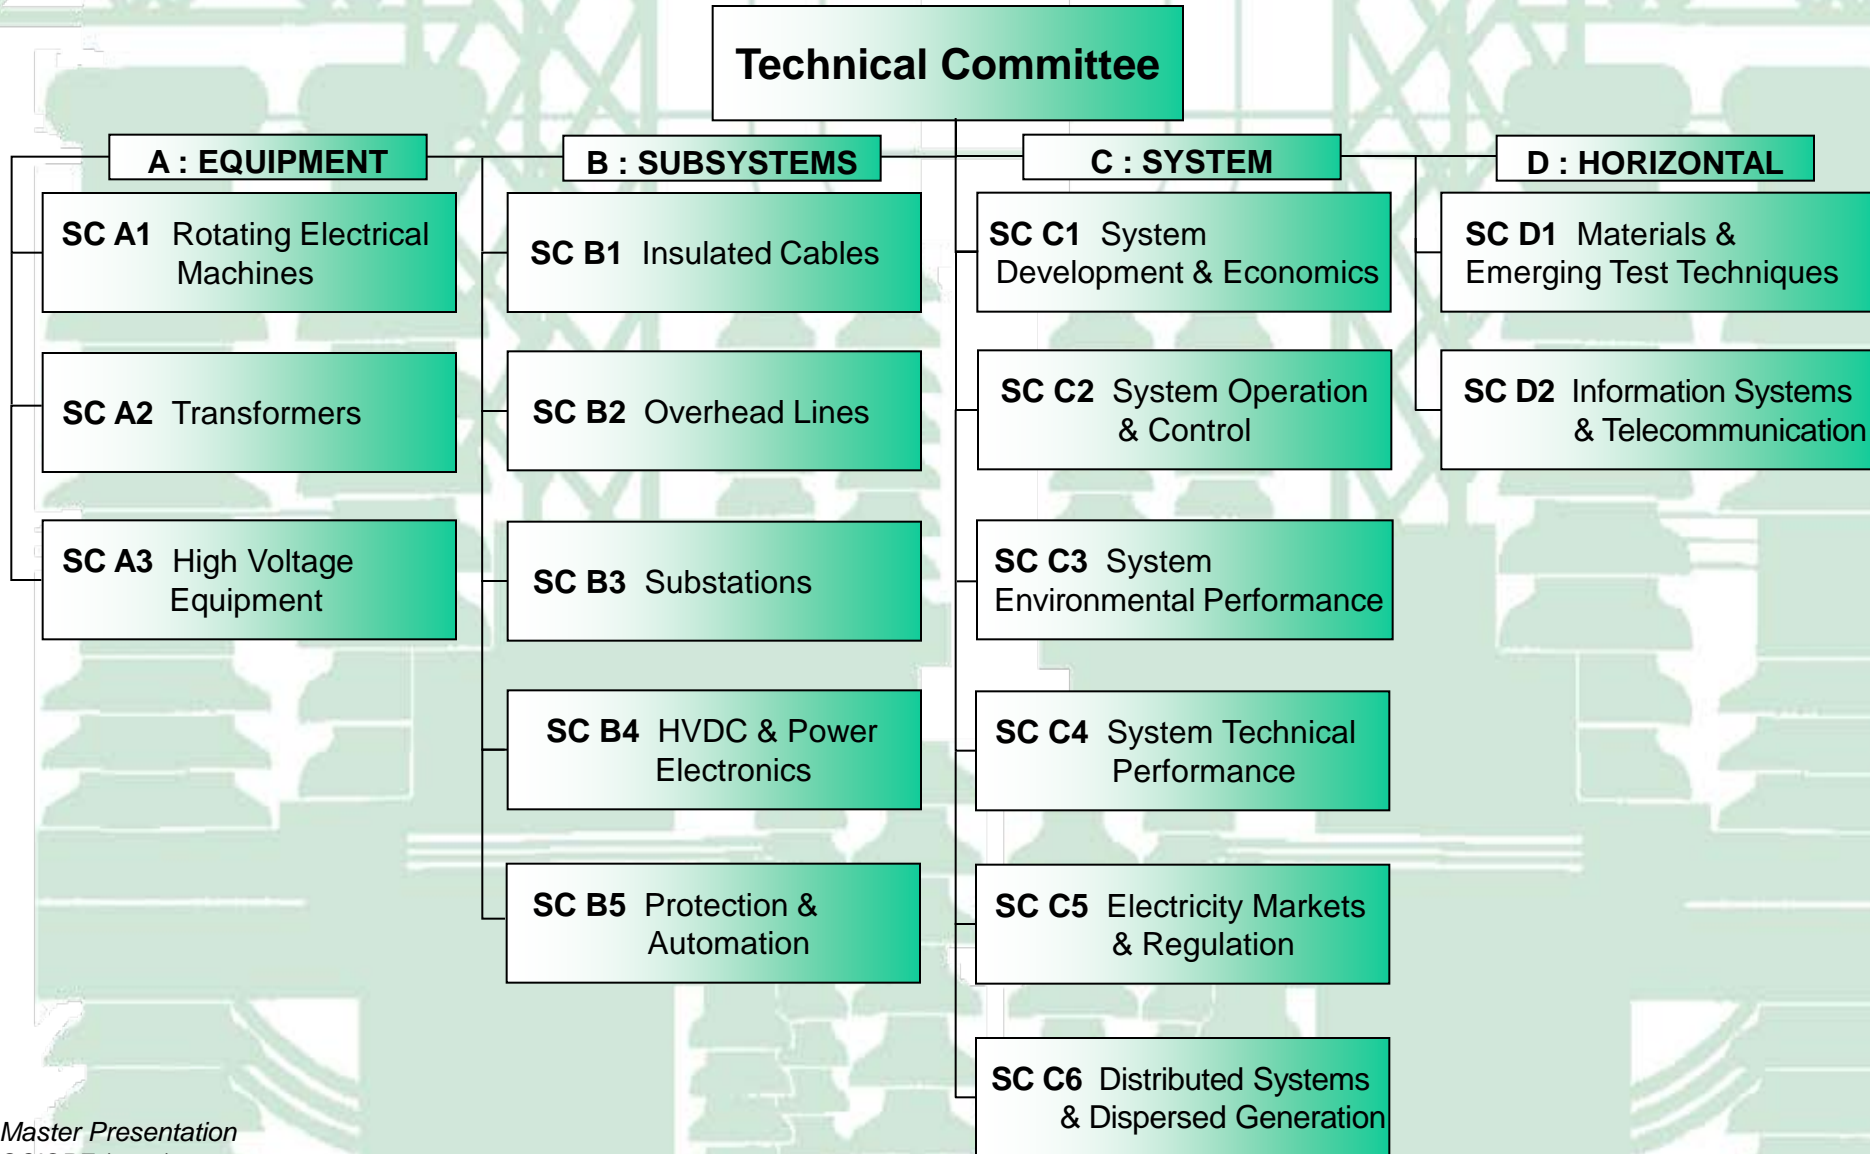 Technical Committee
A : EQUIPMENT
SC A1 Rotating Electrical
Machines
SC A2 Transformers
SC A3 High Voltage
Equipment
B : SUBSYSTEMS
SC B1 Insulated Cables
SC B2 Overhead Lines
SC B3 Substations
SC B4 HVDC & Power
Electronics
SC B5 Protection &
Automation
C : SYSTEM
SC C1 System
Development & Economics
SC C2 System Operation
& Control
SC C3 System
Environmental Performance
SC C4 System Technical
Performance
SC C5 Electricity Markets
& Regulation
SC C6 Distributed Systems
& Dispersed Generation
D : HORIZONTAL
SC D1 Materials &
Emerging Test Techniques
SC D2 Information Systems
& Telecommunication
Master Presentation